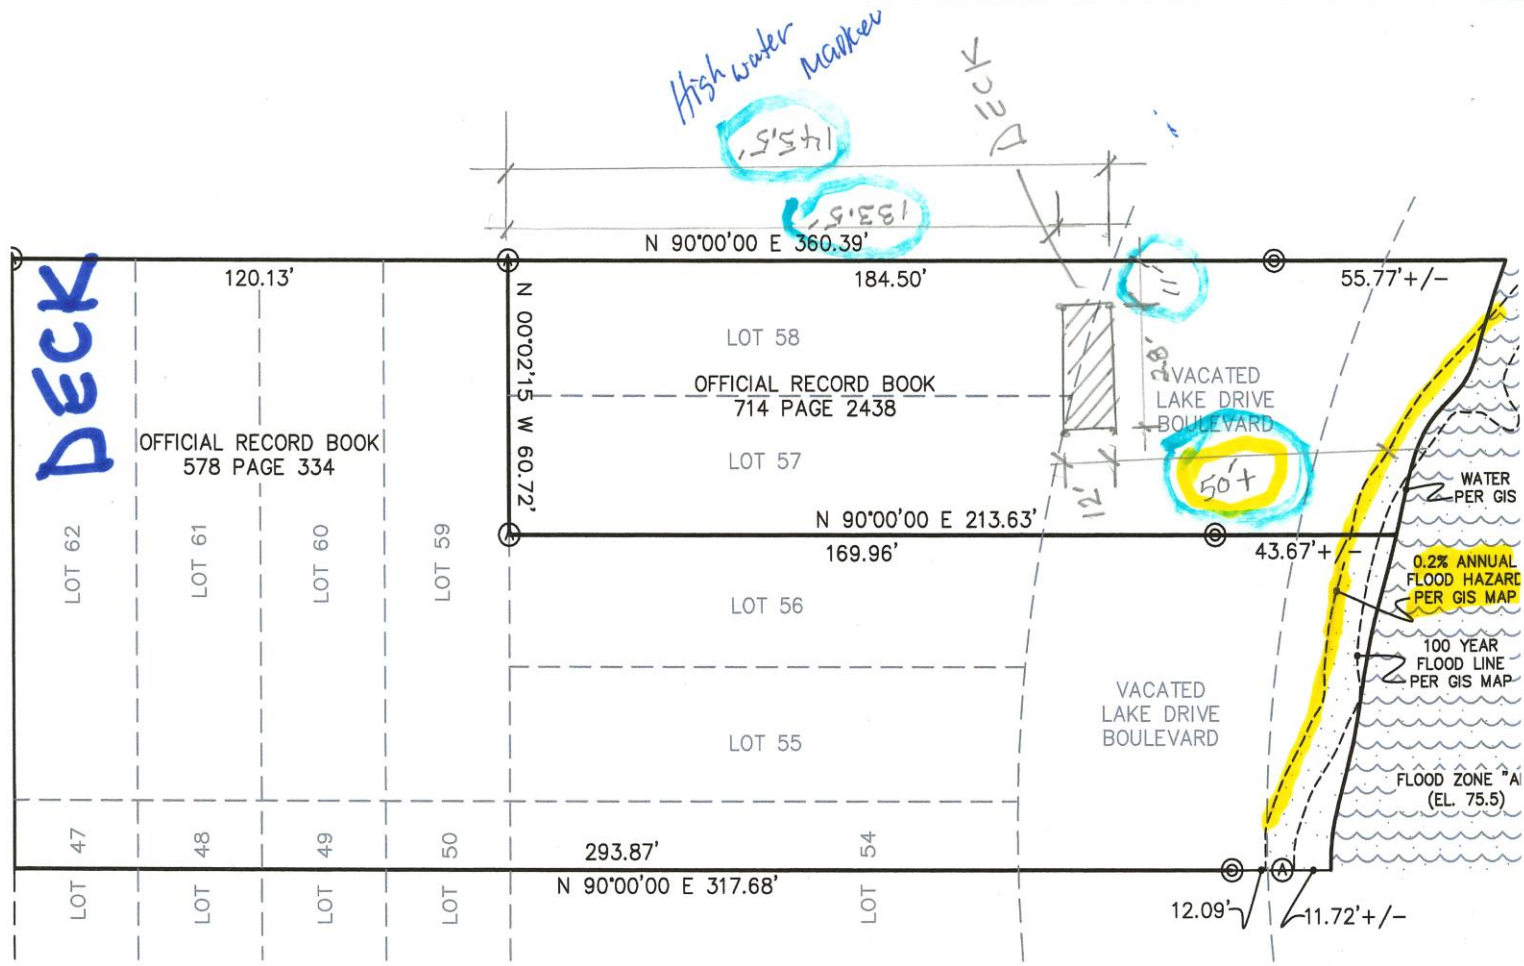 High water
Marker
DECK
145.5'
133.5'
N 90°00'00 E 360.39'
120.13'
184.50'
55.77'+/-
11'
DECK
N 00°02'15 W 60.72'
LOT 58
OFFICIAL RECORD BOOK
714 PAGE 2438
28'
VACATED
LAKE DRIVE
BOULEVARD
OFFICIAL RECORD BOOK
578 PAGE 334
LOT 57
50'+
12'
WATER
PER GIS
N 90°00'00 E 213.63'
169.96'
43.67'+ -
LOT 62
LOT 61
LOT 60
LOT 59
0.2% ANNUAL
FLOOD HAZARD
PER GIS MAP
LOT 56
100 YEAR
FLOOD LINE
PER GIS MAP
VACATED
LAKE DRIVE
BOULEVARD
LOT 55
FLOOD ZONE "A
(EL. 75.5)
47
48
49
50
293.87'
54
A
N 90°00'00 E 317.68'
LOT
LOT
LOT
LOT
LOT
12.09'
11.72'+/-